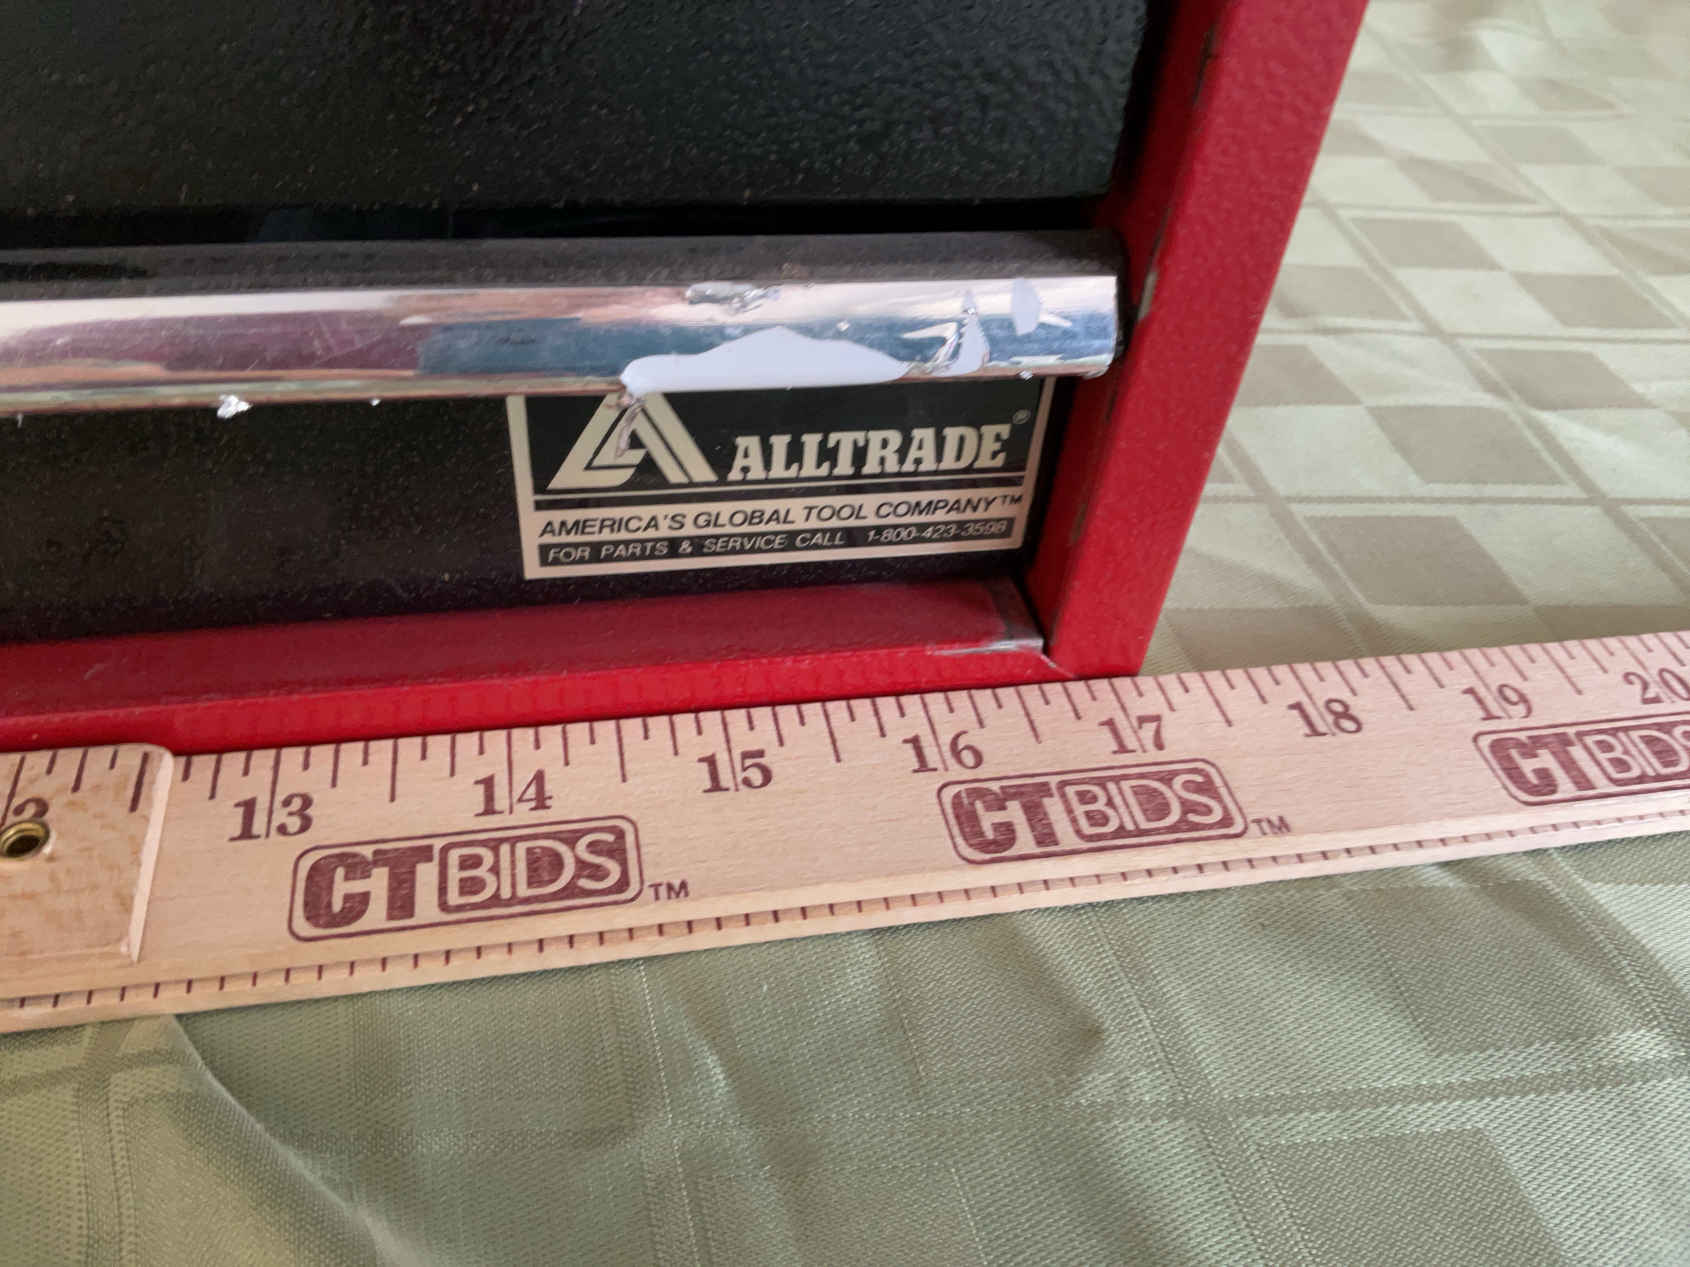 ALLTRADE®
AMERICA'S GLOBAL TOOL COMPANY™
FOR PARTS & SERVICE CALL 1-800-423-3598
2 13 14 15 16 17 18 19 20
CTBIDS™ CTBIDS™ CTBIDS